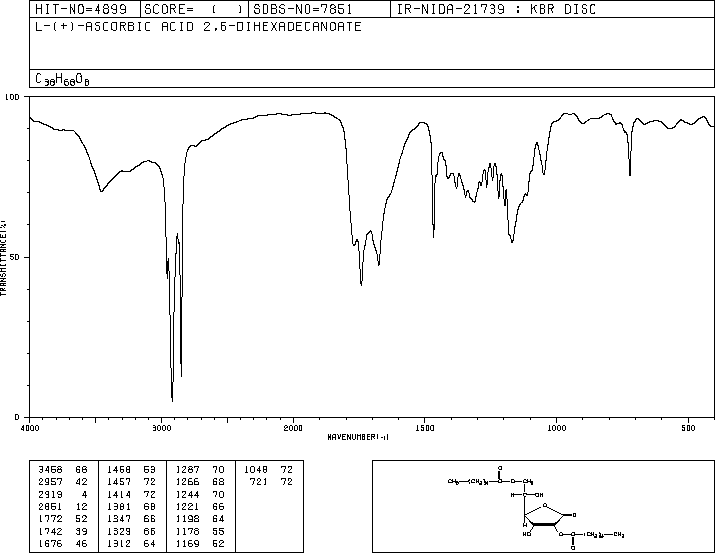 HIT-NO=4899 SCORE= ( ) SDBS-NO=7851 IR-NIDA-21739 : KBR DISC
L-(+)-ASCORBIC ACID 2,6-DIHEXADECANOATE
C38H68O8
100
50
0
TRANSMITTANCE(%)
4000 3000 2000 1500 1000 500
WAVENUMBER(-1)
3458 68 1468 53 1287 70 1048 72
2957 42 1457 72 1266 68 721 72
2919 4 1414 72 1244 70
2851 12 1381 68 1221 66
1772 52 1347 66 1198 64
1742 39 1329 66 1178 55
1676 46 1312 64 1169 52
O
H OH
O
O
H
HO
O
O